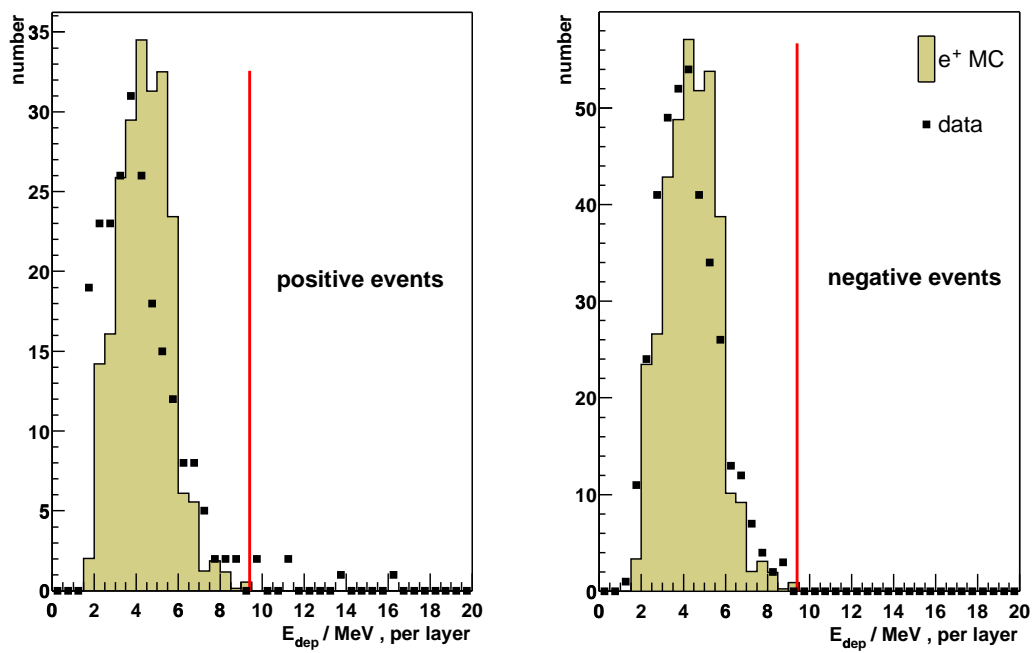 number
35
30
25
20
15
10
5
0
positive events
0 2 4 6 8 10 12 14 16 18 20
E_dep / MeV , per layer
number
50
40
30
20
10
0
e⁺ MC
data
negative events
0 2 4 6 8 10 12 14 16 18 20
E_dep / MeV , per layer